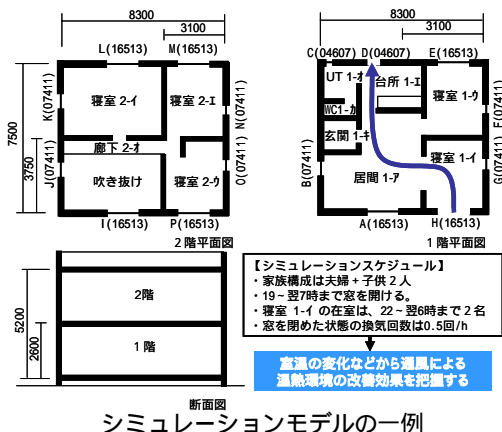 8300
3100
L(16513)
M(16513)
K(07411)
J(07411)
N(07411)
O(07411)
7500
3750
寝室 2-イ
寝室 2-エ
廊下 2-オ
吹き抜け
寝室 2-ウ
I(16513)
P(16513)
2階平面図
8300
3100
C(04607)
D(04607)
E(16513)
UT 1-オ
台所 1-エ
WC1-カ
寝室 1-ウ
玄関 1-キ
寝室 1-イ
居間 1-ア
B(07411)
F(07411)
G(07411)
A(16513)
H(16513)
1階平面図
5200
2600
2階
1階
断面図
【シミュレーションスケジュール】
・家族構成は夫婦+子供2人
・19~翌7時まで窓を開ける。
・寝室 1-イ の在室は、22~翌6時まで2名
・窓を閉めた状態の換気回数は0.5回/h
室温の変化などから通風による
温熱環境の改善効果を把握する
シミュレーションモデルの一例